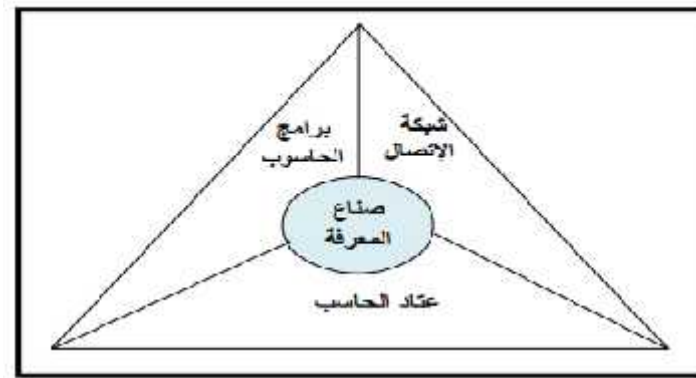 شبكة
الإتصال
برامج
الحاسوب
صناع
المعرفة
عتاد الحاسب